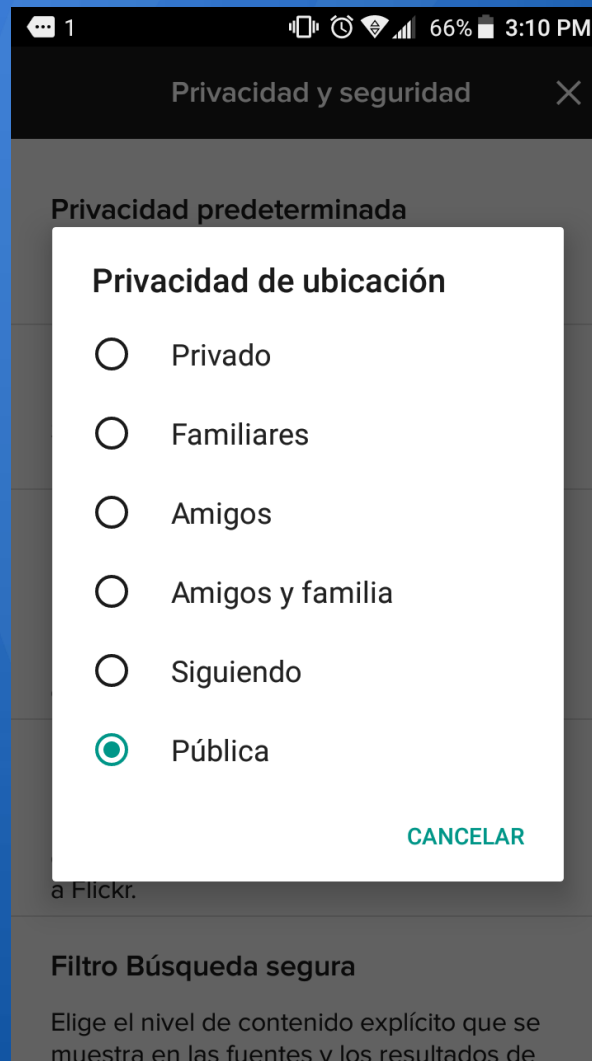 1 66% 3:10 PM
Privacidad y seguridad
Privacidad predeterminada
Privacidad de ubicación
Privado
Familiares
Amigos
Amigos y familia
Siguiendo
Pública
CANCELAR
a Flickr.
Filtro Búsqueda segura
Elige el nivel de contenido explícito que se
muestra en las fuentes y los resultados de